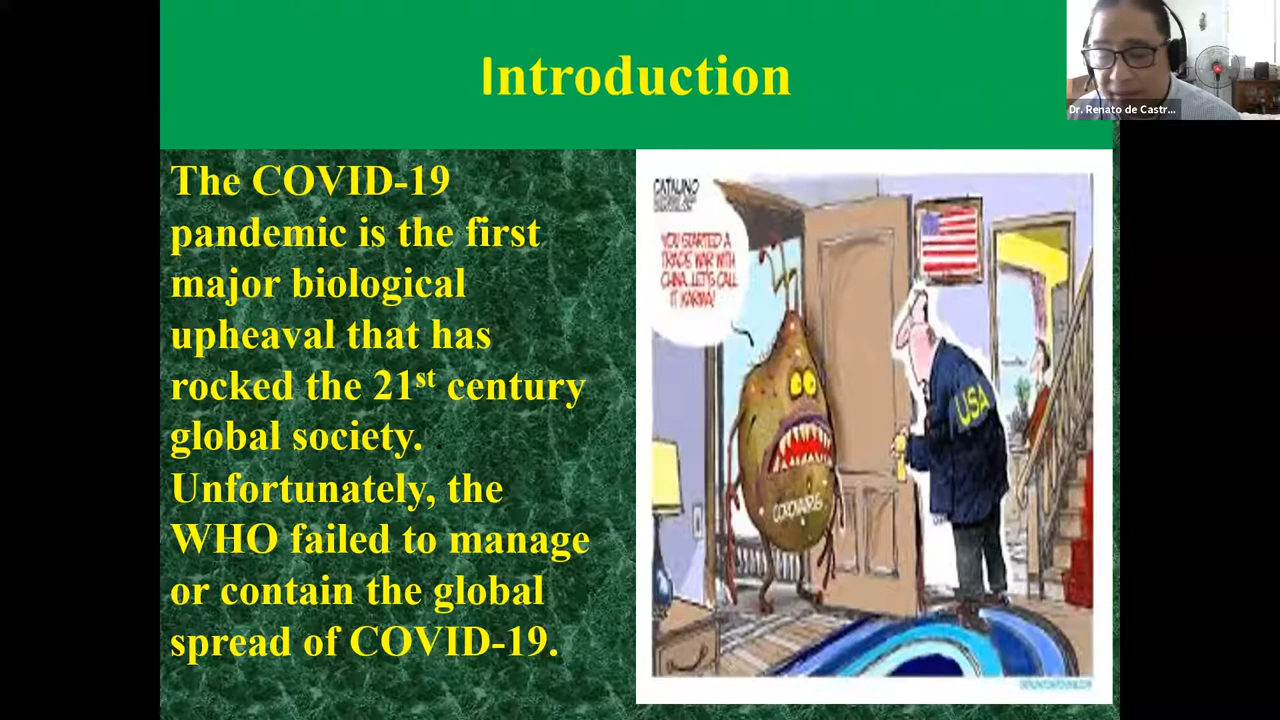 Introduction
Dr. Renato de Castr...
The COVID-19
pandemic is the first
major biological
upheaval that has
rocked the 21st century
global society.
Unfortunately, the
WHO failed to manage
or contain the global
spread of COVID-19.
CATALINO
YOU STARTED A
TRADE WAR WITH
CHINA...LET'S CALL
IT KARMA!
USA
CORONAVIRUS